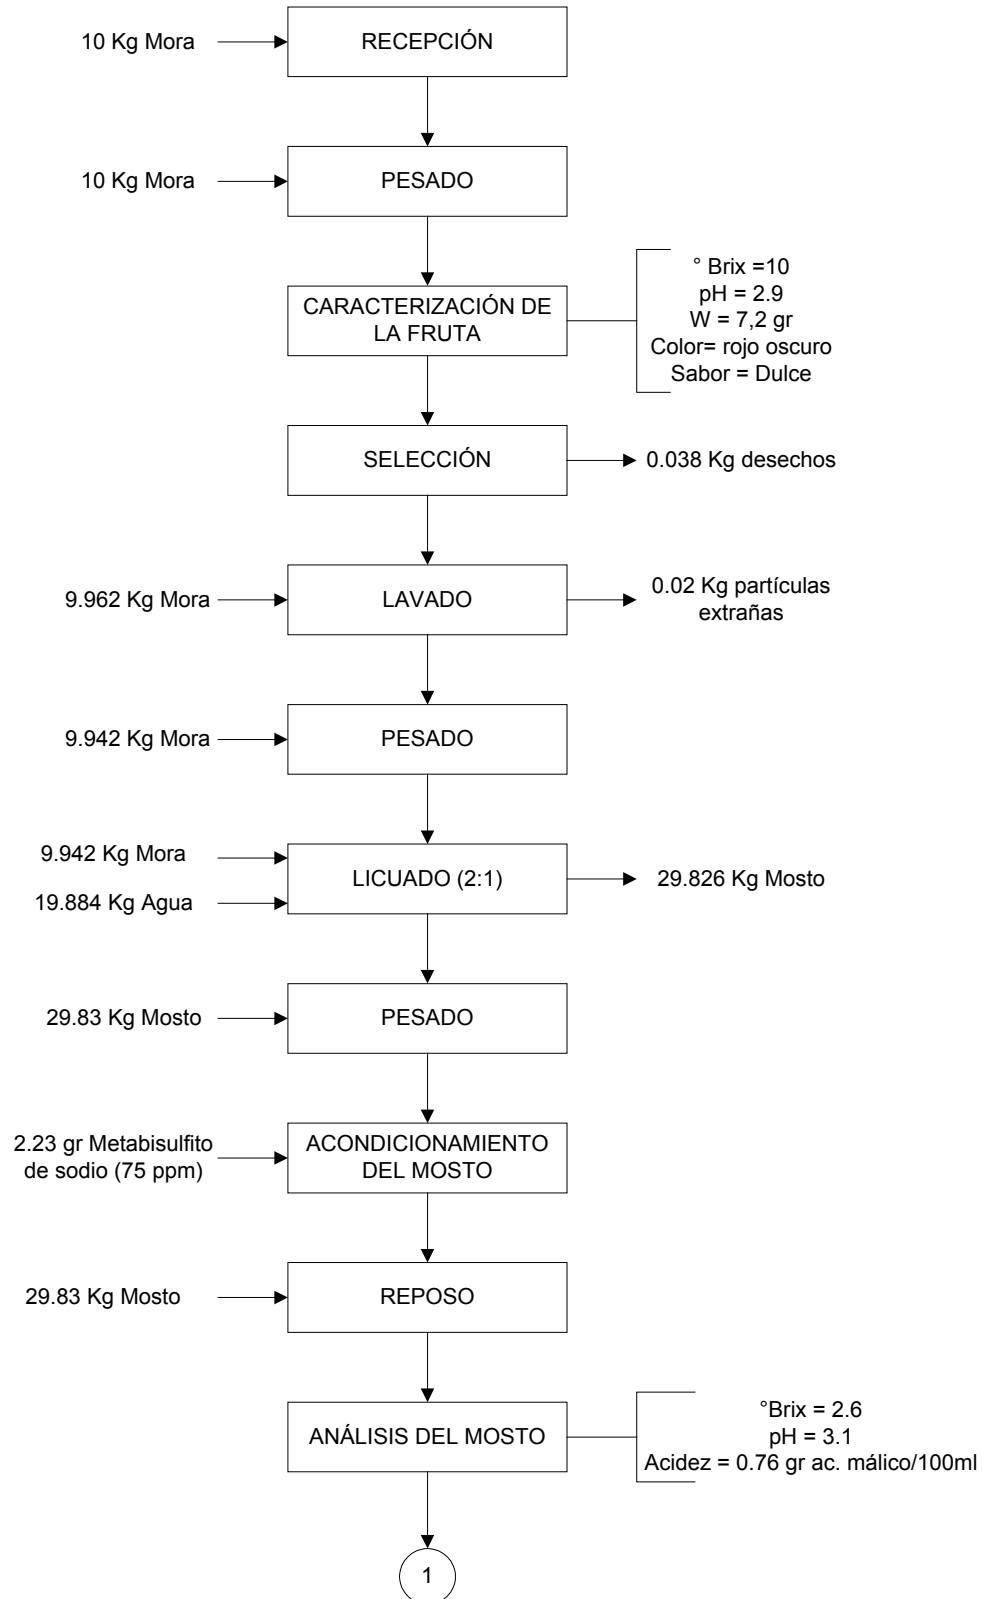 10 Kg Mora
RECEPCIÓN
10 Kg Mora
PESADO
CARACTERIZACIÓN DE
LA FRUTA
° Brix =10
pH = 2.9
W = 7,2 gr
Color= rojo oscuro
Sabor = Dulce
SELECCIÓN
0.038 Kg desechos
9.962 Kg Mora
LAVADO
0.02 Kg partículas
extrañas
9.942 Kg Mora
PESADO
9.942 Kg Mora
19.884 Kg Agua
LICUADO (2:1)
29.826 Kg Mosto
29.83 Kg Mosto
PESADO
2.23 gr Metabisulfito
de sodio (75 ppm)
ACONDICIONAMIENTO
DEL MOSTO
29.83 Kg Mosto
REPOSO
ANÁLISIS DEL MOSTO
°Brix = 2.6
pH = 3.1
Acidez = 0.76 gr ac. málico/100ml
1